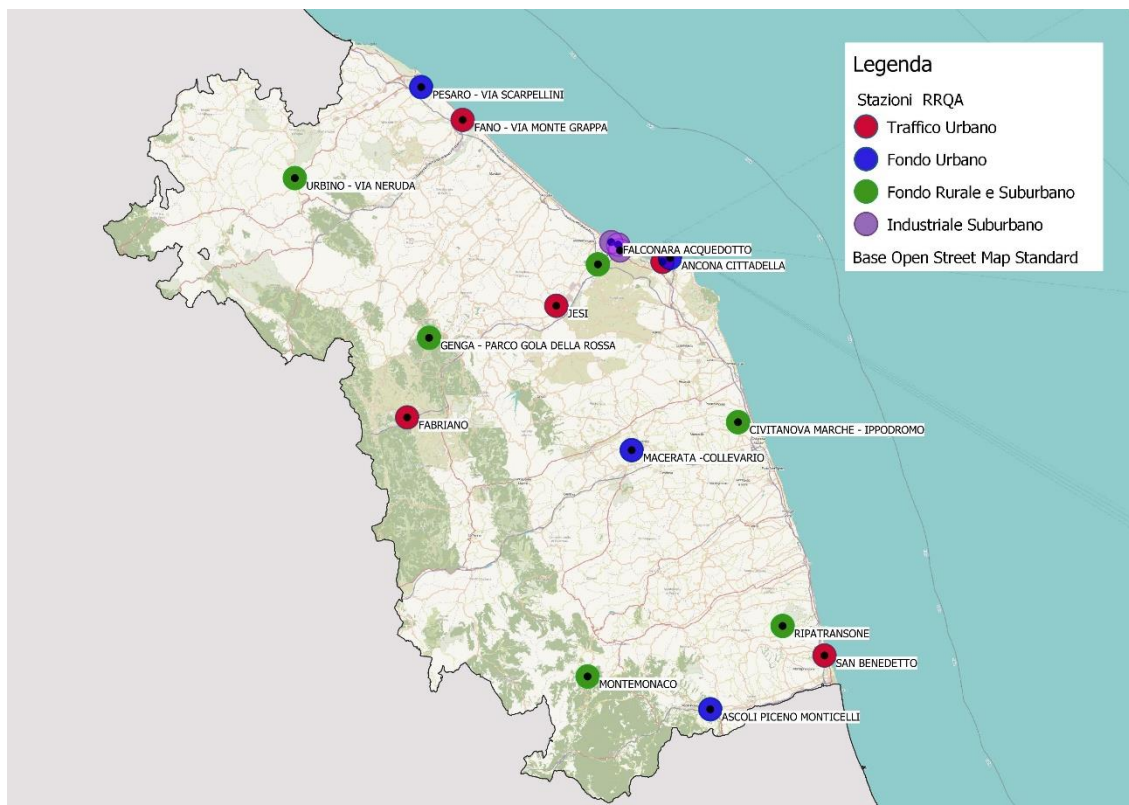 Legenda
Stazioni RRQA
Traffico Urbano
Fondo Urbano
Fondo Rurale e Suburbano
Industriale Suburbano
Base Open Street Map Standard
PESARO - VIA SCARPELLINI
FANO - VIA MONTE GRAPPA
URBINO - VIA NERUDA
FALCONARA ACQUEDOTTO
ANCONA CITTADELLA
JESI
GENGA - PARCO GOLA DELLA ROSSA
FABRIANO
CIVITANOVA MARCHE - IPPODROMO
MACERATA -COLLEVARIO
RIPATRANSONE
SAN BENEDETTO
MONTEMONACO
ASCOLI PICENO MONTICELLI